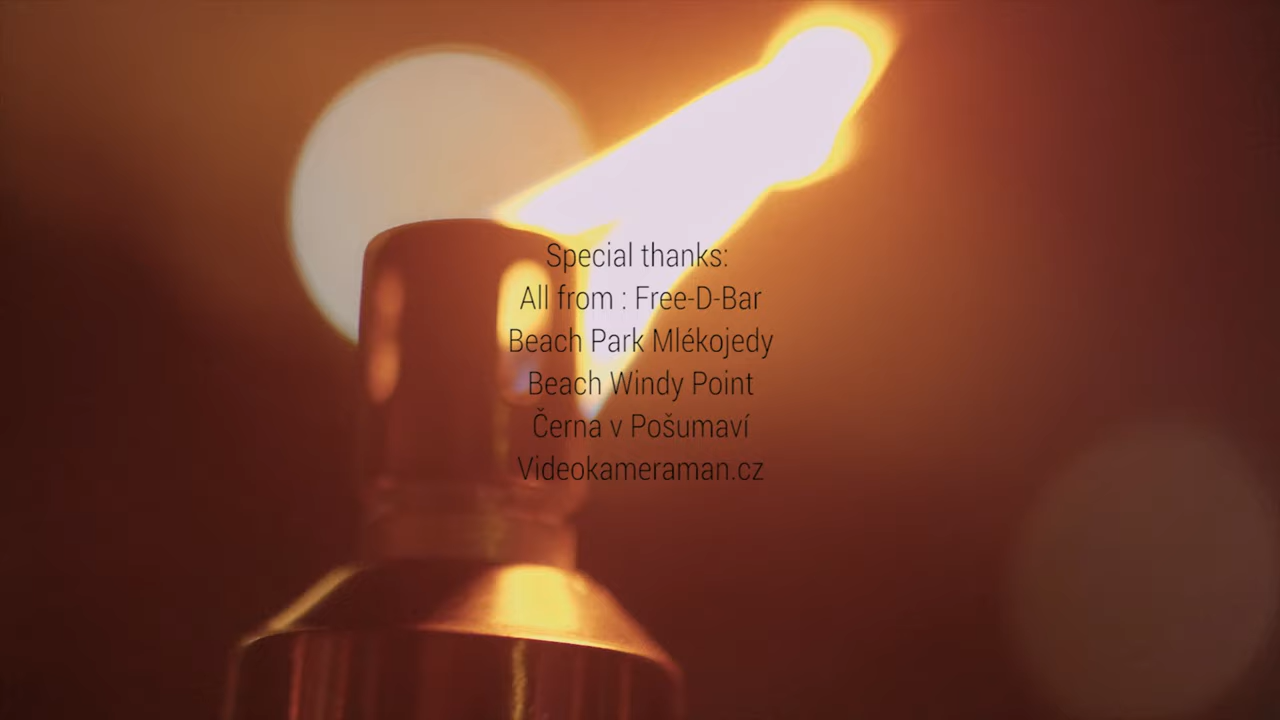 Special thanks:
All from : Free-D-Bar
Beach Park Mlékojedy
Beach Windy Point
Černa v Pošumaví
Videokameraman.cz